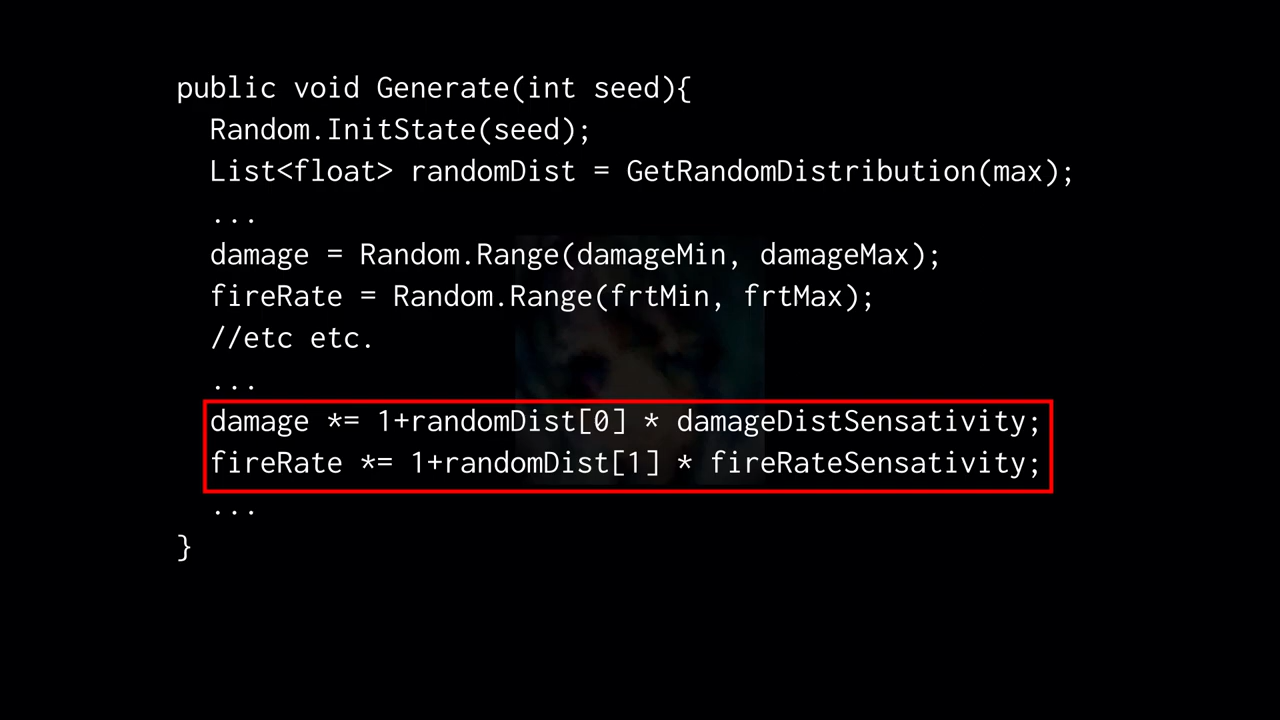 public void Generate(int seed){
Random.InitState(seed);
List<float> randomDist = GetRandomDistribution(max);
...
damage = Random.Range(damageMin, damageMax);
fireRate = Random.Range(frtMin, frtMax);
//etc etc.
...
damage *= 1+randomDist[0] * damageDistSensativity;
fireRate *= 1+randomDist[1] * fireRateSensativity;
...
}